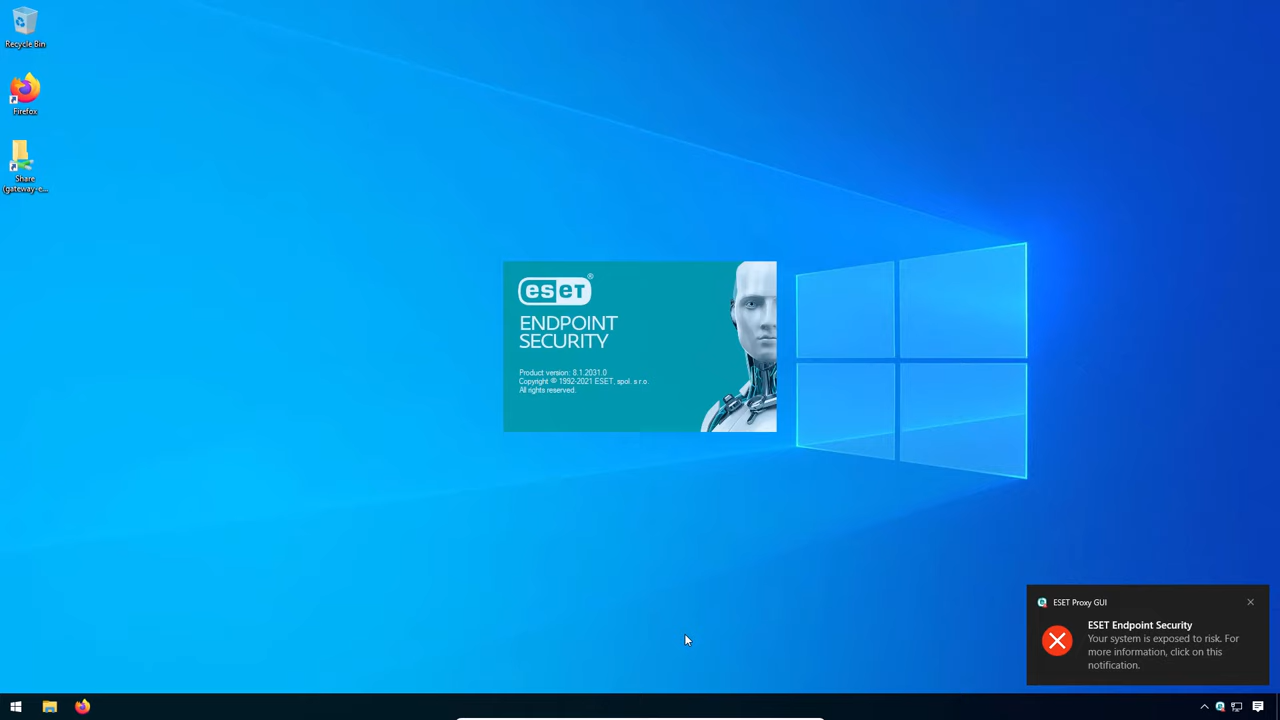 Recycle Bin
Firefox
Share
(gateway-e...
eseT®
ENDPOINT
SECURITY
Product version: 8.1.2031.0
Copyright © 1992-2021 ESET, spol. s r.o.
All rights reserved.
ESET Proxy GUI
ESET Endpoint Security
Your system is exposed to risk. For
more information, click on this
notification.